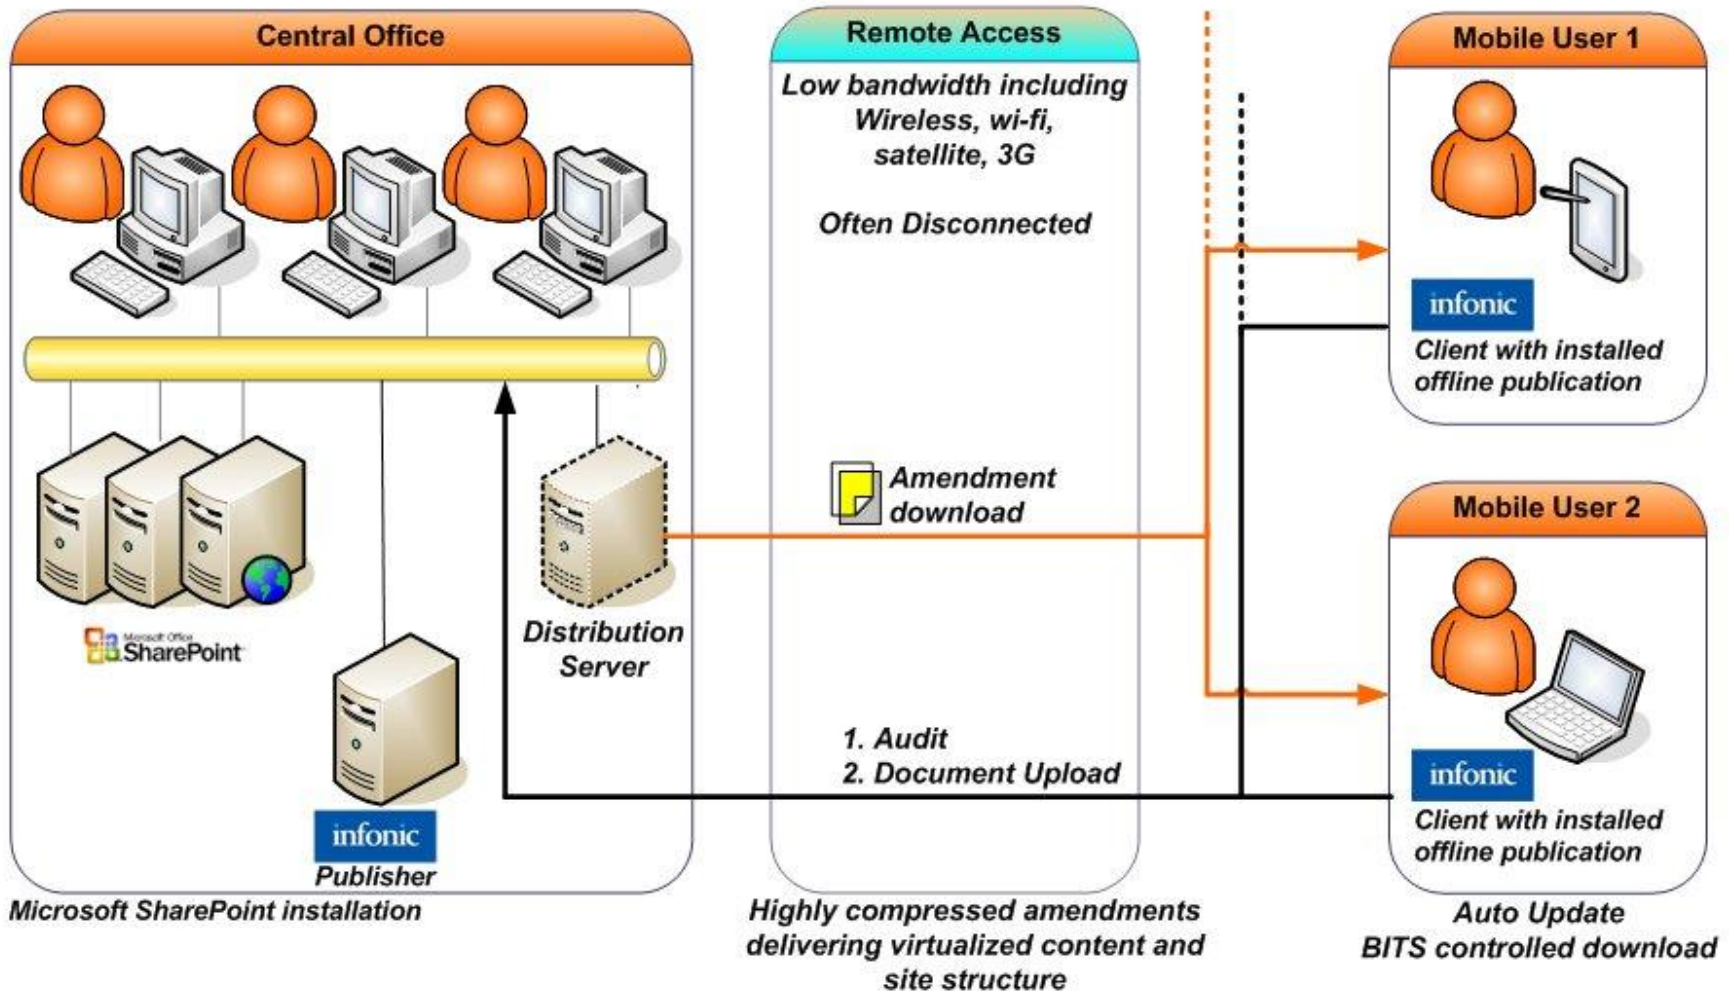 Central Office
Remote Access
Low bandwidth including
Wireless, wi-fi,
satellite, 3G
Often Disconnected
Mobile User 1
infonic
Client with installed
offline publication
Amendment
download
Mobile User 2
infonic
Client with installed
offline publication
Microsoft Office
SharePoint
Distribution
Server
1. Audit
2. Document Upload
infonic
Publisher
Microsoft SharePoint installation
Highly compressed amendments
delivering virtualized content and
site structure
Auto Update
BITS controlled download